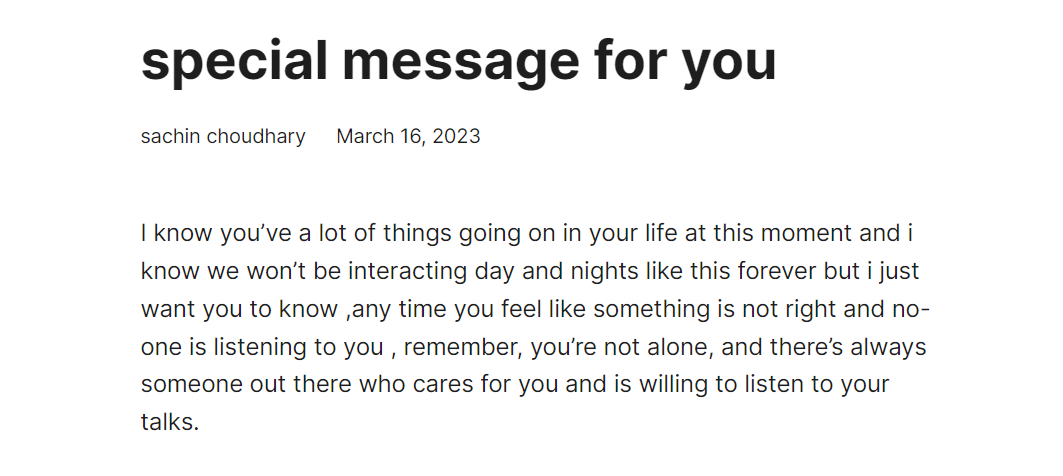 special message for you
sachin choudhary March 16, 2023
I know you’ve a lot of things going on in your life at this moment and i
know we won’t be interacting day and nights like this forever but i just
want you to know ,any time you feel like something is not right and no-
one is listening to you , remember, you’re not alone, and there’s always
someone out there who cares for you and is willing to listen to your
talks.